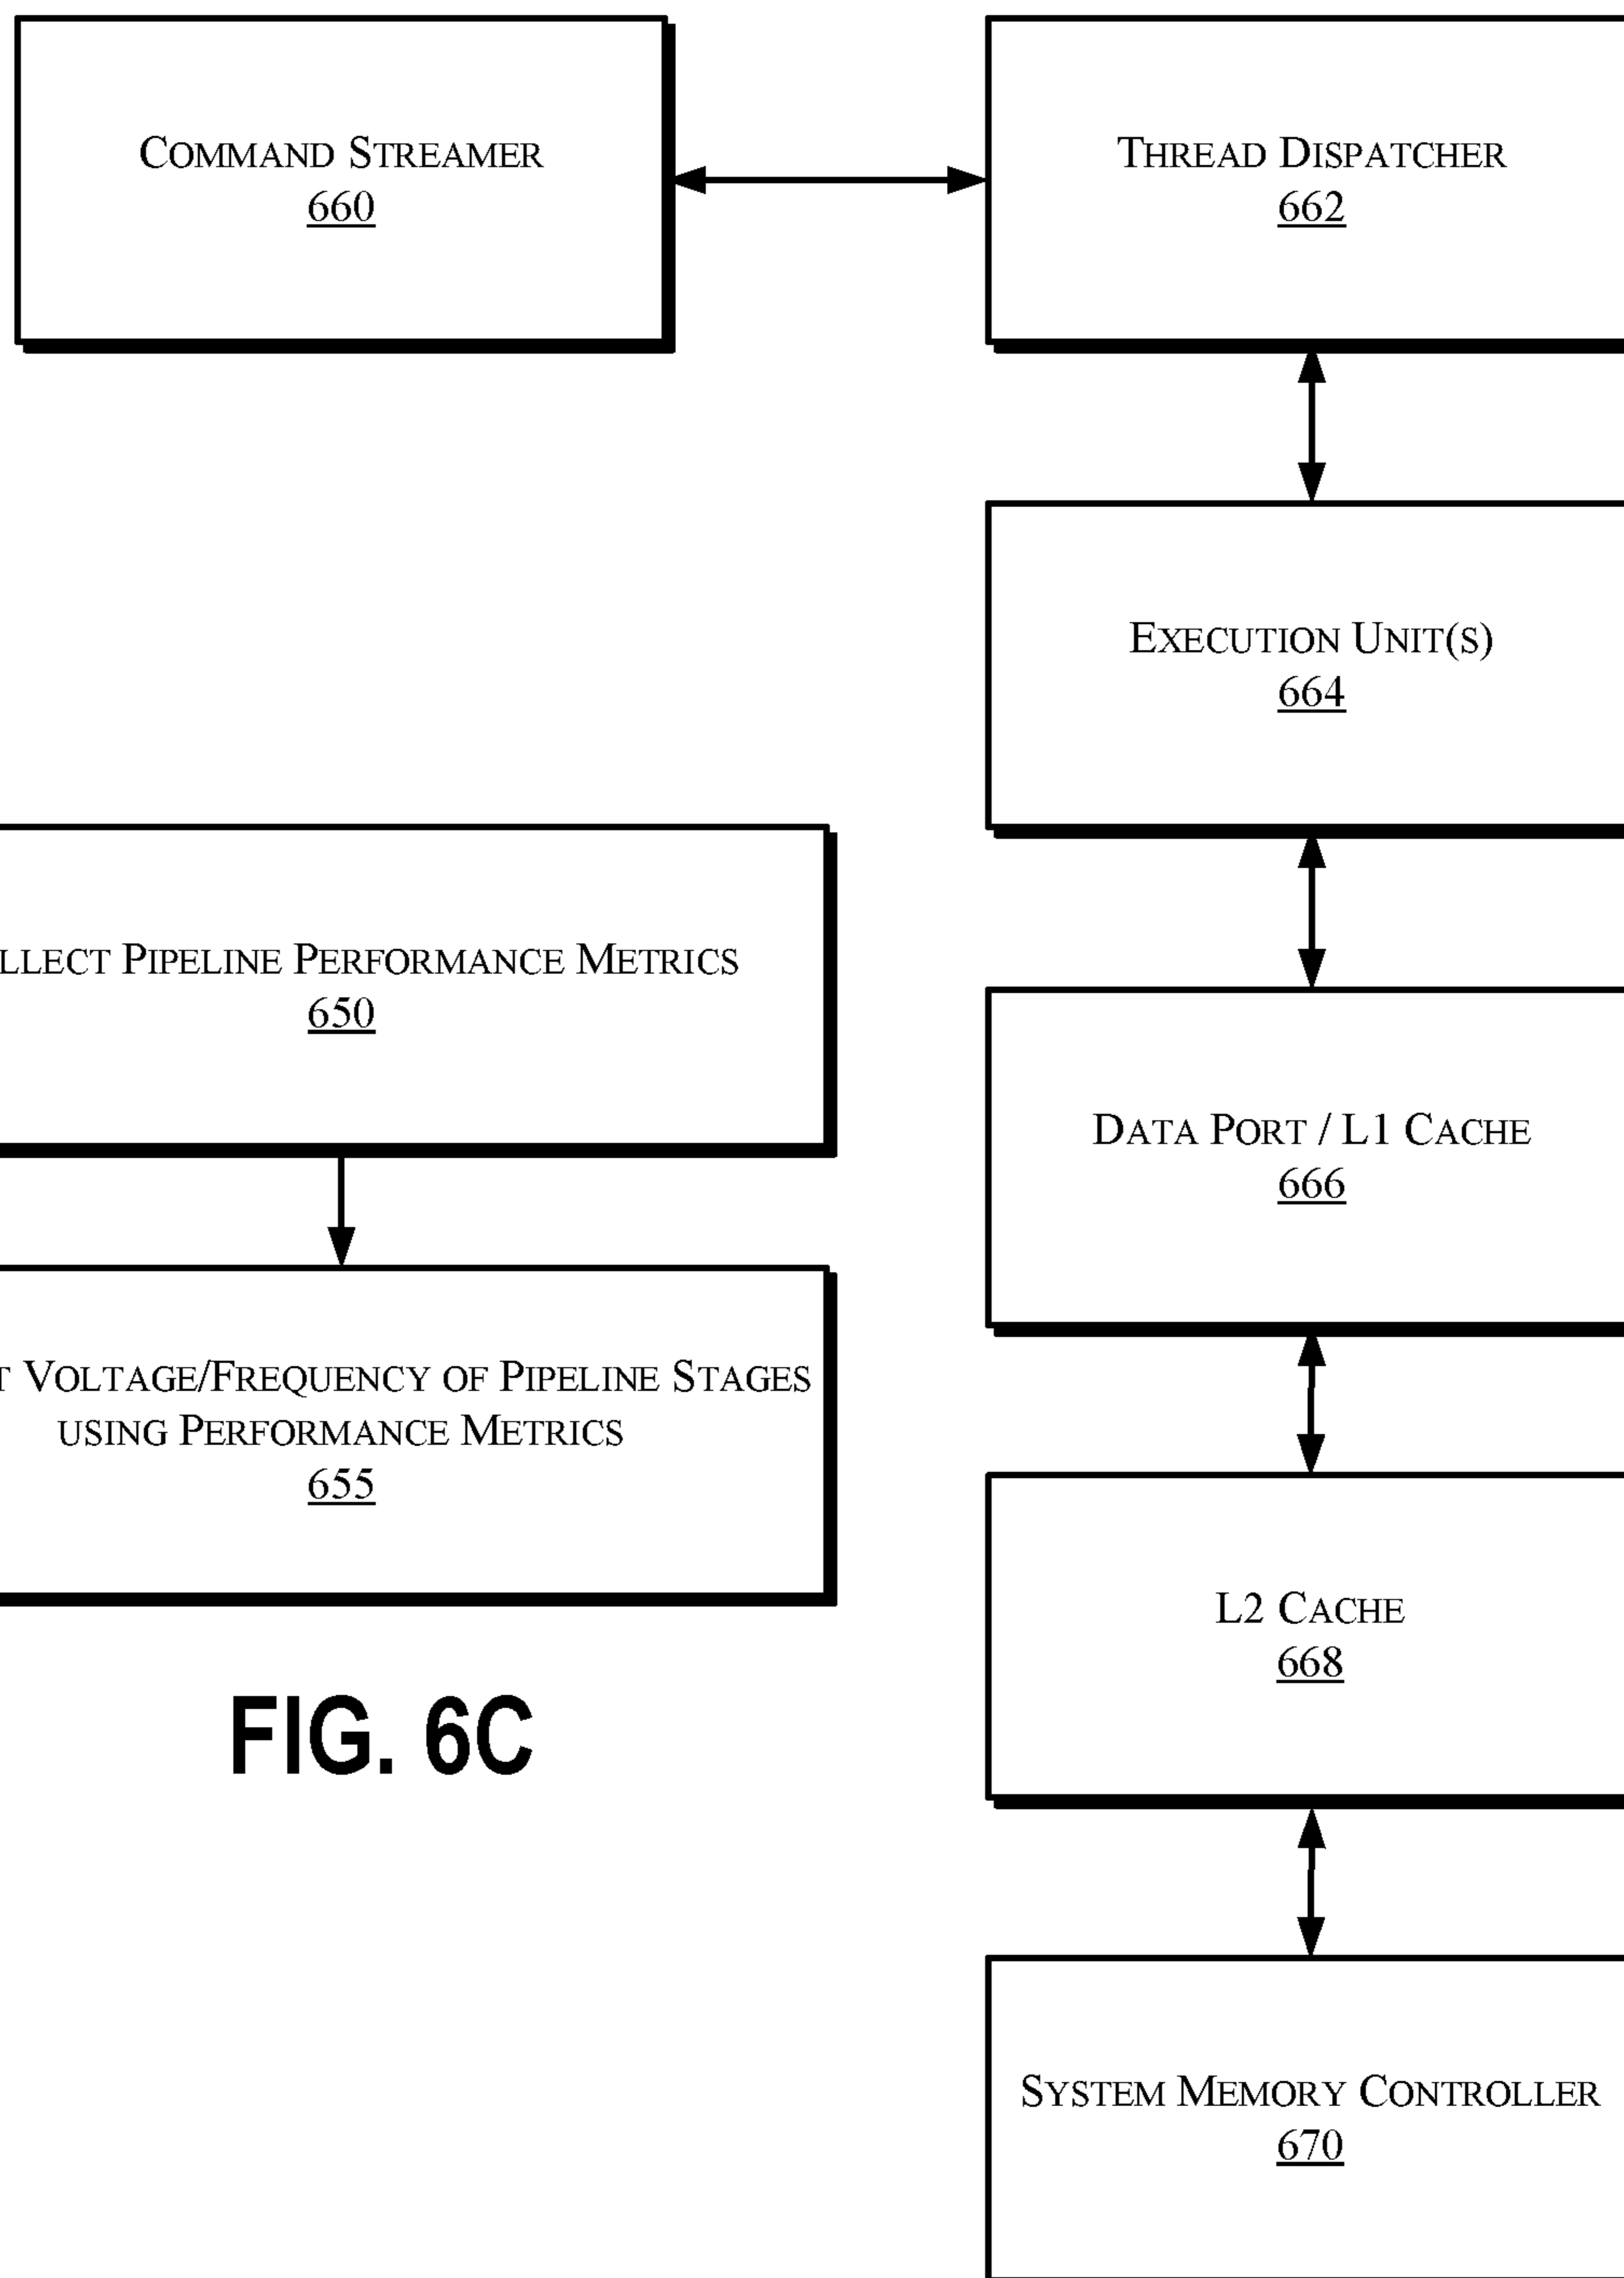 COMMAND STREAMER
660
THREAD DISPATCHER
662
EXECUTION UNIT(S)
664
PIPELINE PERFORMANCE METRICS
650
DATA PORT / L1 CACHE
666
VOLTAGE/FREQUENCY OF PIPELINE STAGES
USING PERFORMANCE METRICS
655
L2 CACHE
668
FIG. 6C
SYSTEM MEMORY CONTROLLER
670